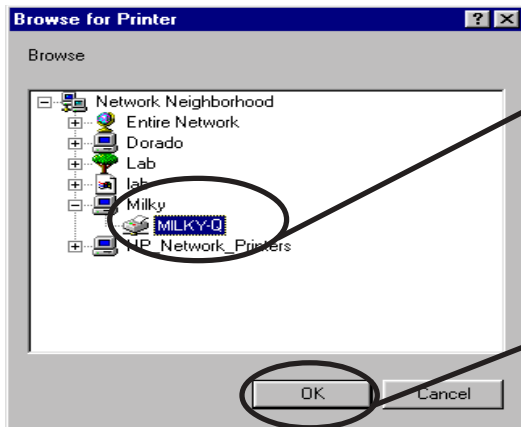 Browse for Printer
Browse
Network Neighborhood
Entire Network
Dorado
Lab
lab
Milky
MILKY-Q
HP_Network_Printers
OK
Cancel